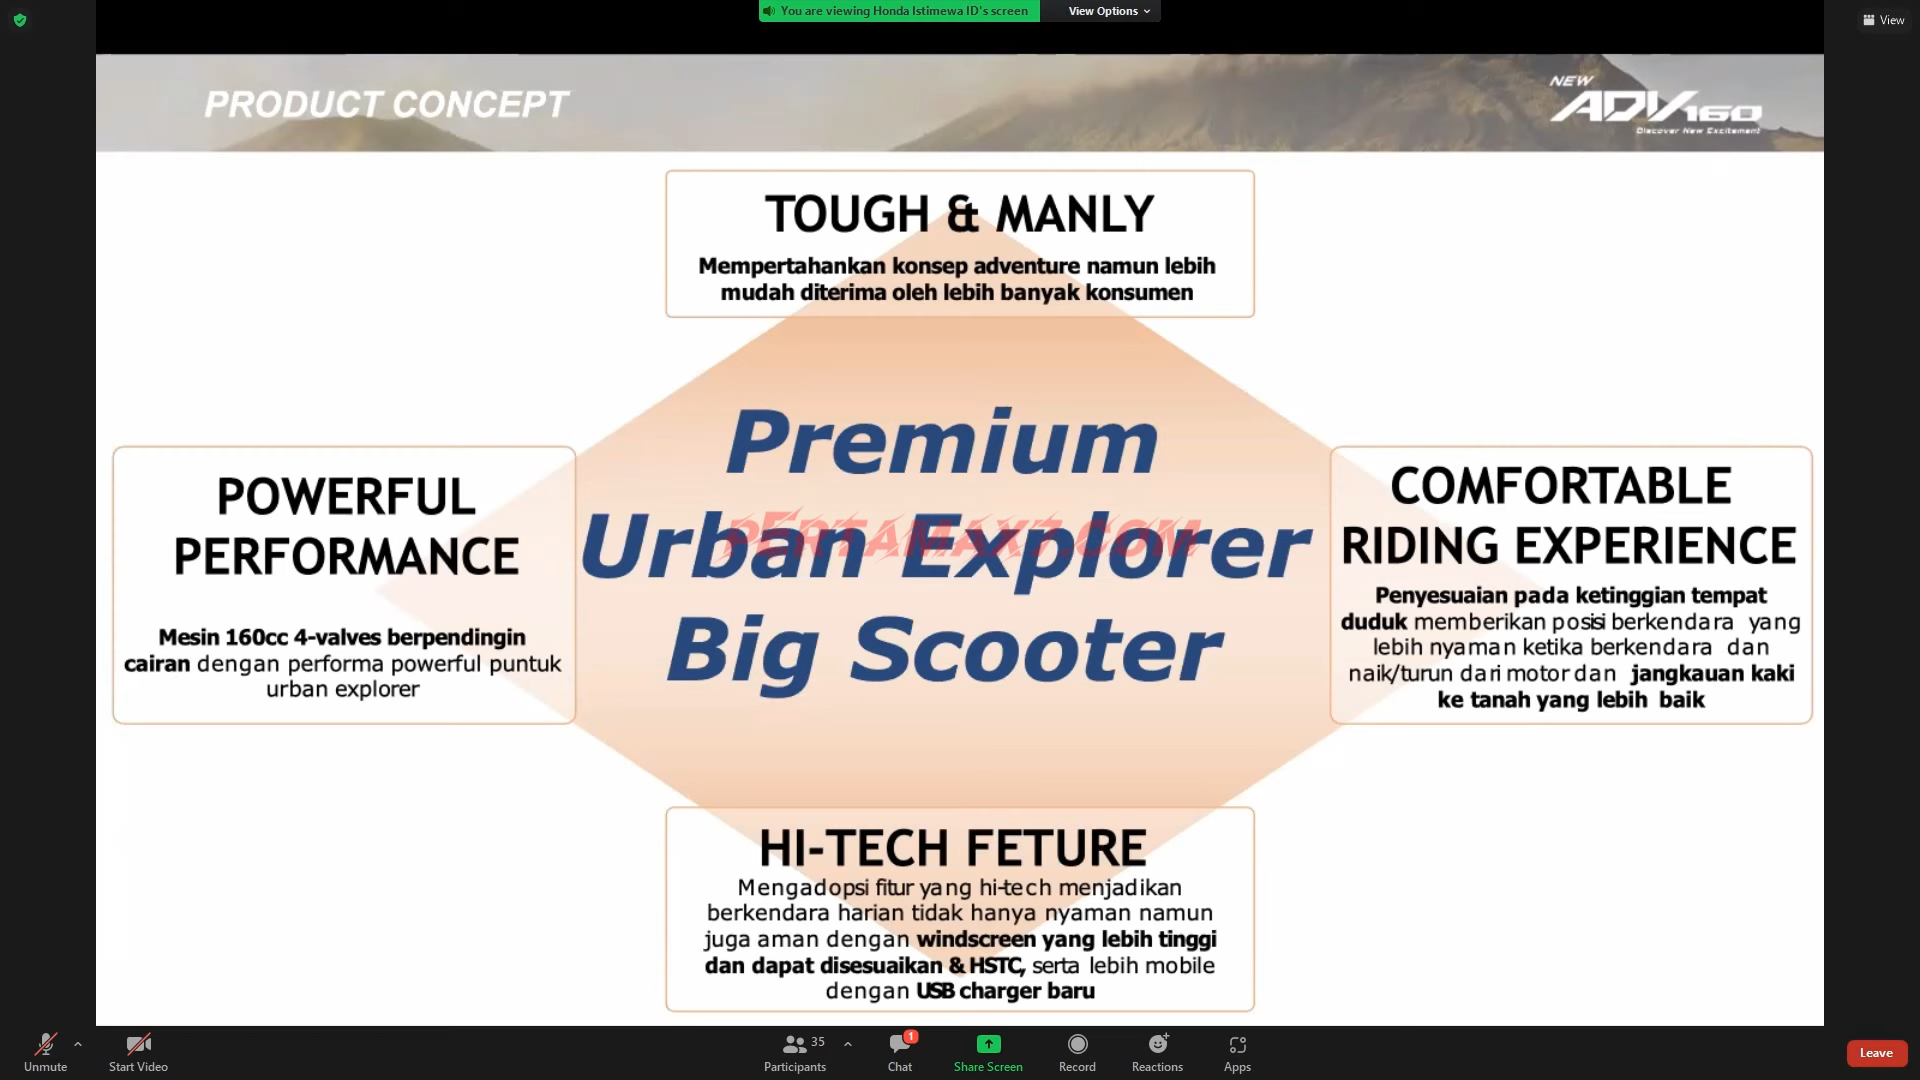 You are viewing Honda Istimewa ID's screen
View Options
View
PRODUCT CONCEPT
NEW
ADV160
Discover New Excitement
TOUGH & MANLY
Mempertahankan konsep adventure namun lebih
mudah diterima oleh lebih banyak konsumen
Premium
Urban Explorer
Big Scooter
PERTAMAX7.COM
POWERFUL
PERFORMANCE
Mesin 160cc 4-valves berpendingin
cairan dengan performa powerful puntuk
urban explorer
COMFORTABLE
RIDING EXPERIENCE
Penyesuaian pada ketinggian tempat
duduk memberikan posisi berkendara yang
lebih nyaman ketika berkendara dan
naik/turun dari motor dan jangkauan kaki
ke tanah yang lebih baik
HI-TECH FETURE
Mengadopsi fitur yang hi-tech menjadikan
berkendara harian tidak hanya nyaman namun
juga aman dengan windscreen yang lebih tinggi
dan dapat disesuaikan & HSTC, serta lebih mobile
dengan USB charger baru
Unmute
Start Video
35
Participants
1
Chat
Share Screen
Record
Reactions
Apps
Leave